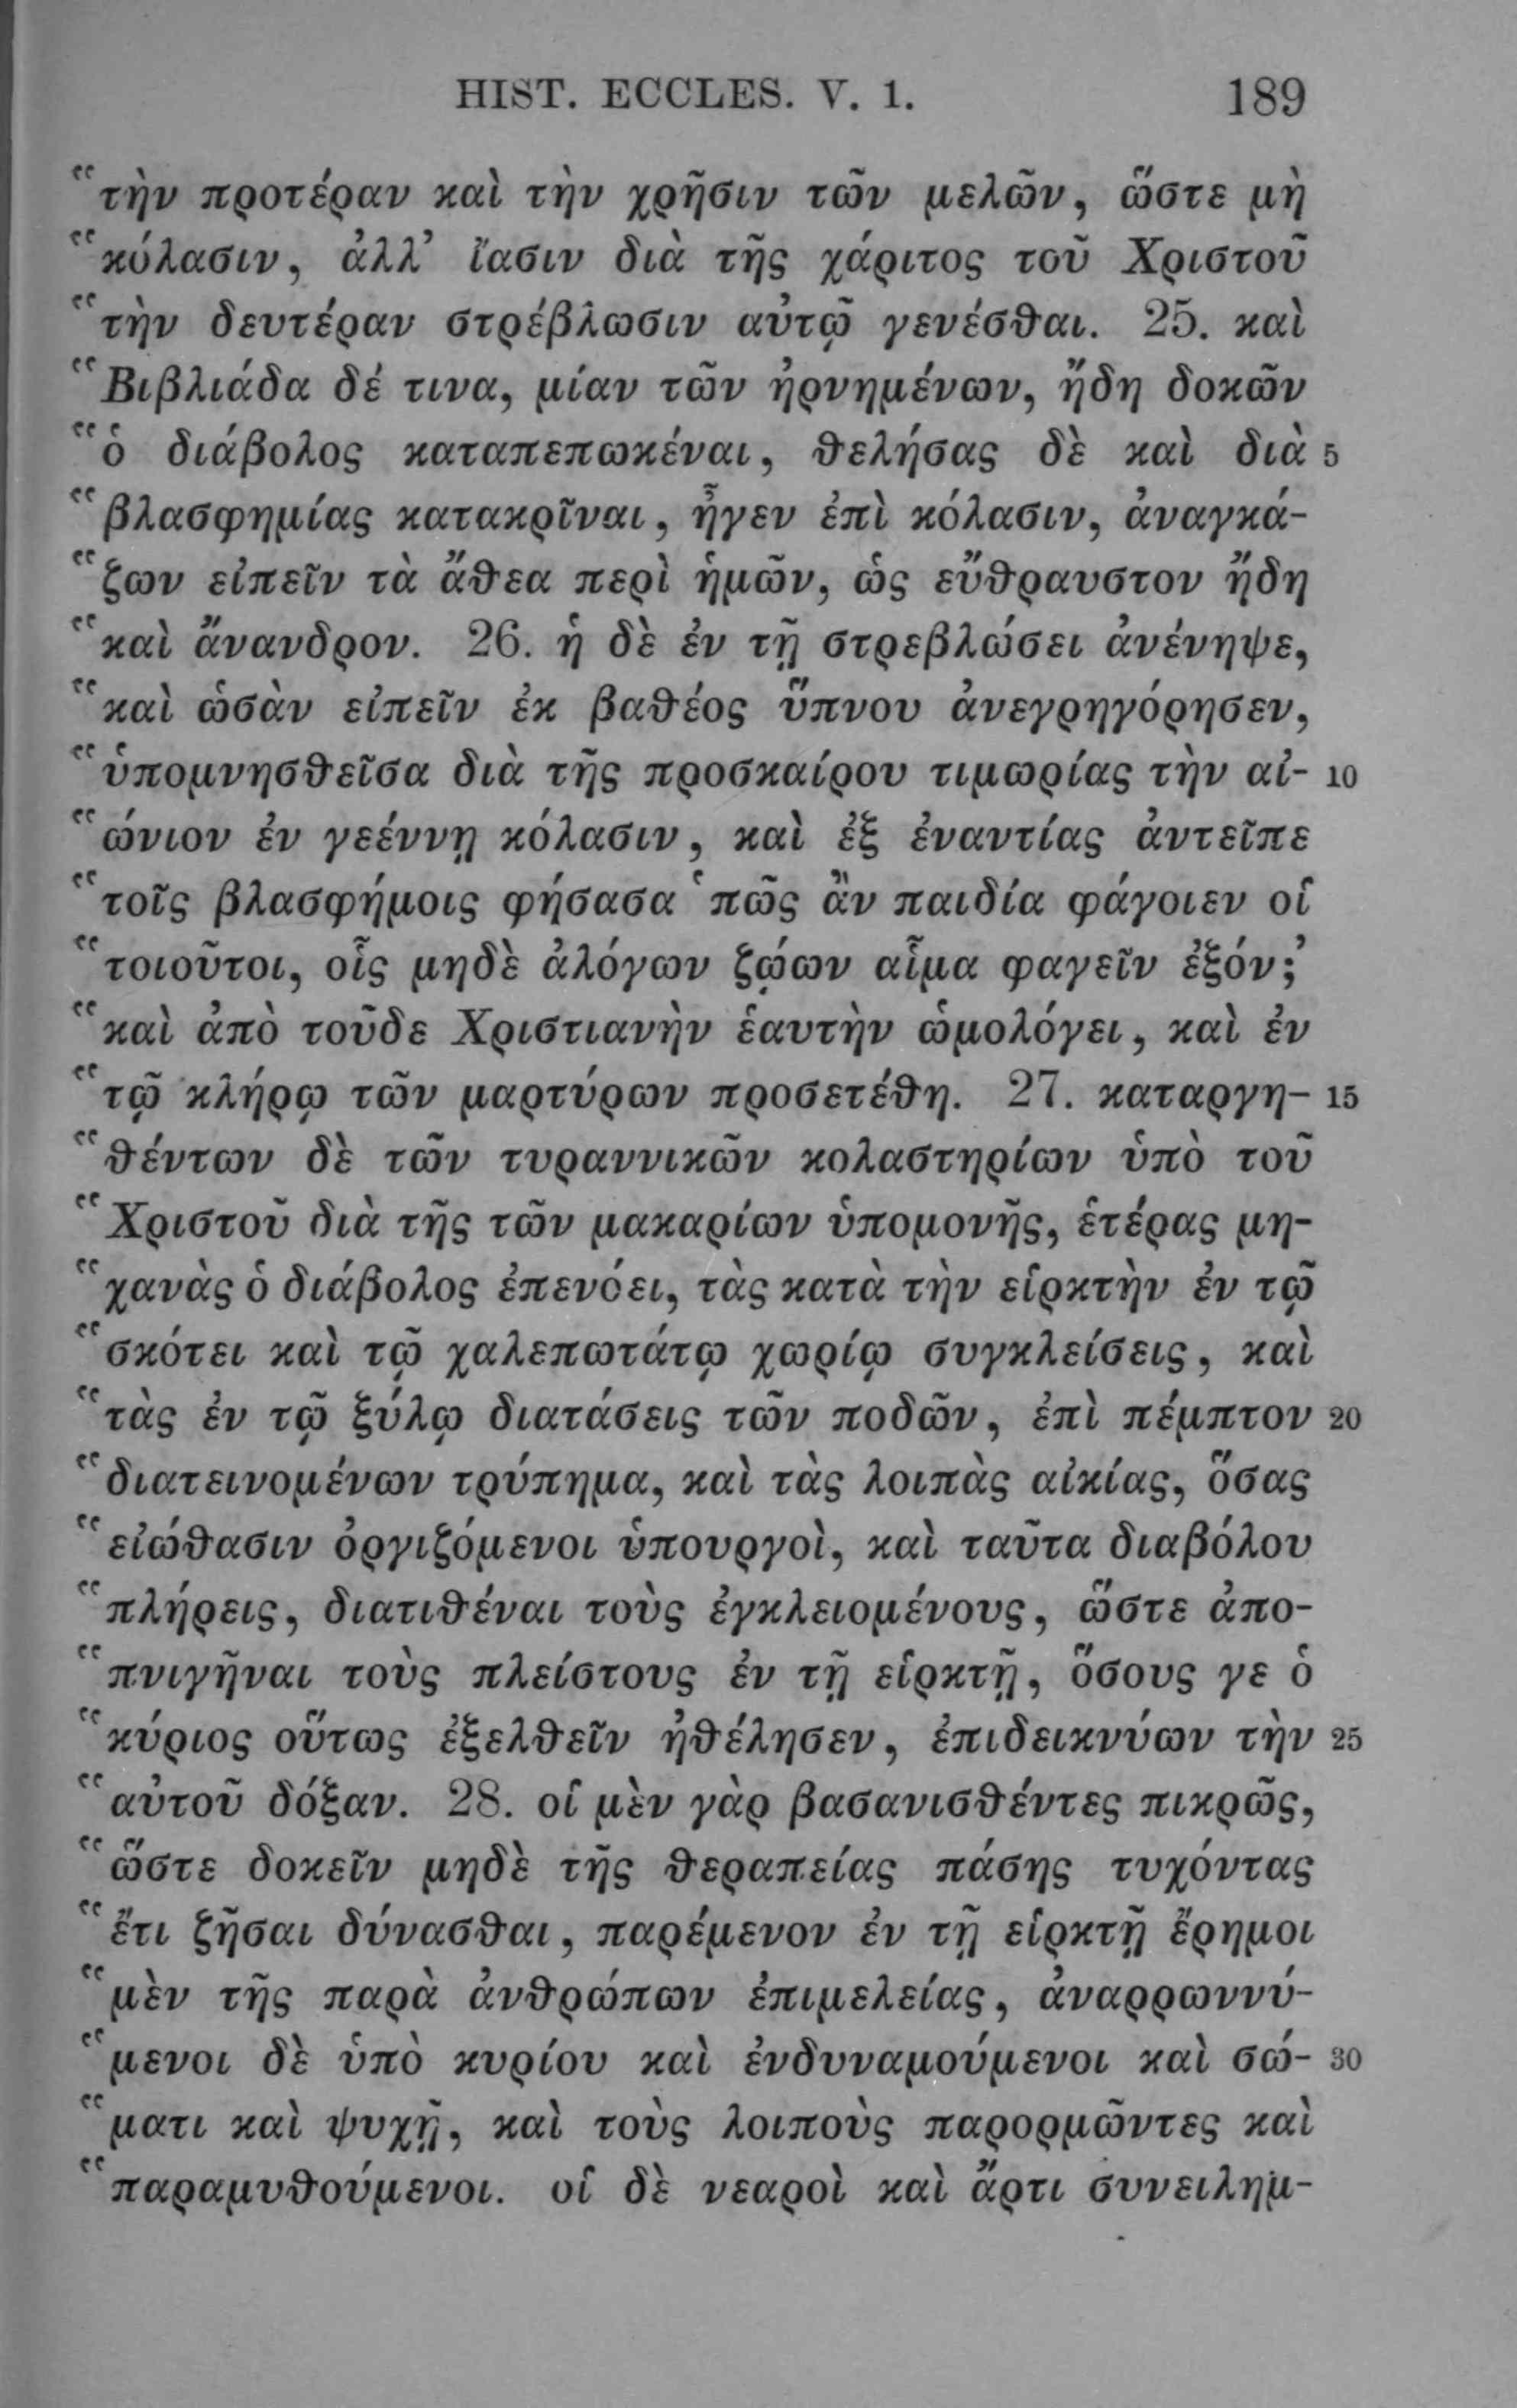 HIST. ECCLES. V. 1. 189
“τὴν προτέραν καὶ τὴν χρῆσιν τῶν μελῶν, ὥστε μὴ
“κόλασιν, ἀλλ’ ἴασιν διὰ τῆς χάριτος τοῦ Χριστοῦ
“τὴν δευτέραν στρέβλωσιν αὐτῷ γενέσθαι. 25. καὶ
“Βιβλιάδα δέ τινα, μίαν τῶν ἠρνημένων, ἤδη δοκῶν
“ὁ διάβολος καταπεπωκέναι, θελήσας δὲ καὶ διὰ 5
“βλασφημίας κατακρῖναι, ἦγεν ἐπὶ κόλασιν, ἀναγκά-
“ζων εἰπεῖν τὰ ἄθεα περὶ ἡμῶν, ὡς εὔθραυστον ἤδη
“καὶ ἄνανδρον. 26. ἡ δὲ ἐν τῇ στρεβλώσει ἀνένηψε,
“καὶ ὡσὰν εἰπεῖν ἐκ βαθέος ὕπνου ἀνεγρηγόρησεν,
“ὑπομνησθεῖσα διὰ τῆς προσκαίρου τιμωρίας τὴν αἰ- 10
“ώνιον ἐν γεέννῃ κόλασιν, καὶ ἐξ ἐναντίας ἀντεῖπε
“τοῖς βλασφήμοις φήσασα ‘πῶς ἂν παιδία φάγοιεν οἱ
“τοιοῦτοι, οἷς μηδὲ ἀλόγων ζῴων αἷμα φαγεῖν ἐξόν;’
“καὶ ἀπὸ τοῦδε Χριστιανὴν ἑαυτὴν ὡμολόγει, καὶ ἐν
“τῷ κλήρῳ τῶν μαρτύρων προσετέθη. 27. καταργη- 15
“θέντων δὲ τῶν τυραννικῶν κολαστηρίων ὑπὸ τοῦ
“Χριστοῦ διὰ τῆς τῶν μακαρίων ὑπομονῆς, ἑτέρας μη-
“χανὰς ὁ διάβολος ἐπενόει, τὰς κατὰ τὴν εἱρκτὴν ἐν τῷ
“σκότει καὶ τῷ χαλεπωτάτῳ χωρίῳ συγκλείσεις, καὶ
“τὰς ἐν τῷ ξύλῳ διατάσεις τῶν ποδῶν, ἐπὶ πέμπτον 20
“διατεινομένων τρύπημα, καὶ τὰς λοιπὰς αἰκίας, ὅσας
“εἰώθασιν ὀργιζόμενοι ὑπουργοὶ, καὶ ταῦτα διαβόλου
“πλήρεις, διατιθέναι τοὺς ἐγκλειομένους, ὥστε ἀπο-
“πνιγῆναι τοὺς πλείστους ἐν τῇ εἱρκτῇ, ὅσους γε ὁ
“κύριος οὕτως ἐξελθεῖν ἠθέλησεν, ἐπιδεικνύων τὴν 25
“αὐτοῦ δόξαν. 28. οἱ μὲν γὰρ βασανισθέντες πικρῶς,
“ὥστε δοκεῖν μηδὲ τῆς θεραπείας πάσης τυχόντας
“ἔτι ζῆσαι δύνασθαι, παρέμενον ἐν τῇ εἱρκτῇ ἔρημοι
“μὲν τῆς παρὰ ἀνθρώπων ἐπιμελείας, ἀναρρωννύ-
“μενοι δὲ ὑπὸ κυρίου καὶ ἐνδυναμούμενοι καὶ σώ- 30
“ματι καὶ ψυχῇ, καὶ τοὺς λοιποὺς παρορμῶντες καὶ
“παραμυθούμενοι. οἱ δὲ νεαροὶ καὶ ἄρτι συνειλημ-